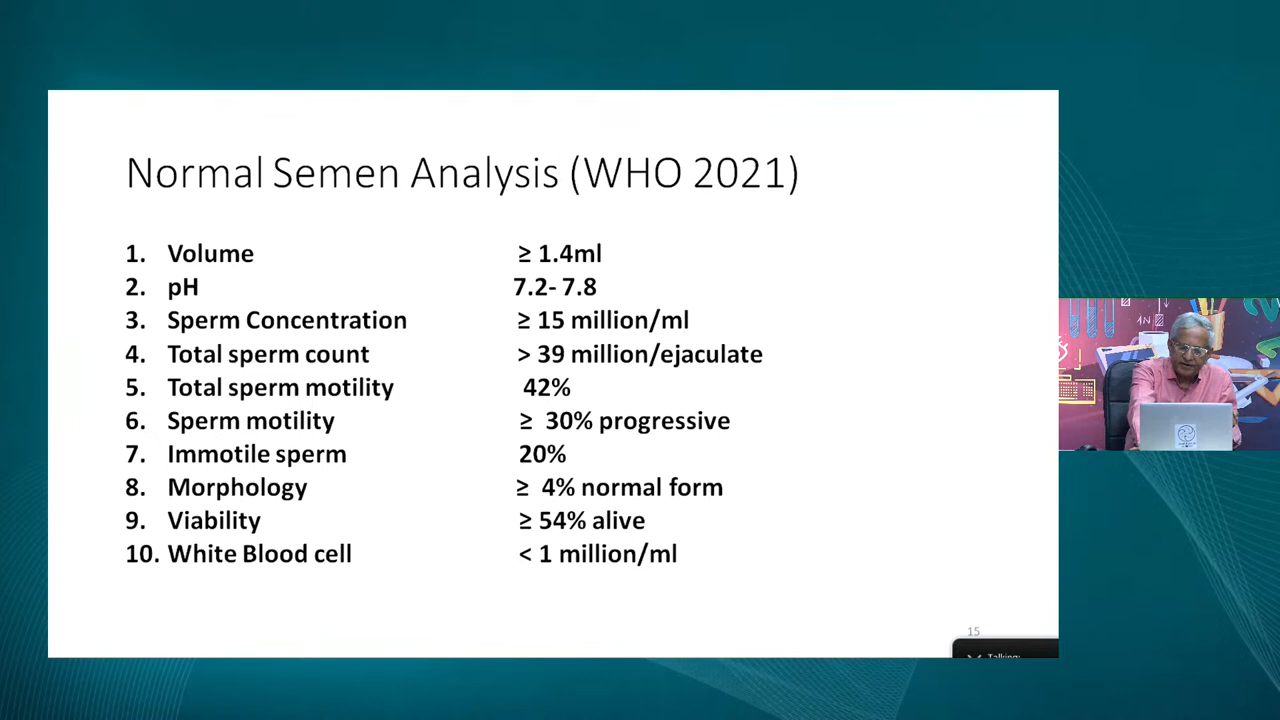 Normal Semen Analysis (WHO 2021)
1. Volume ≥ 1.4ml
2. pH 7.2- 7.8
3. Sperm Concentration ≥ 15 million/ml
4. Total sperm count > 39 million/ejaculate
5. Total sperm motility 42%
6. Sperm motility ≥ 30% progressive
7. Immotile sperm 20%
8. Morphology ≥ 4% normal form
9. Viability ≥ 54% alive
10. White Blood cell < 1 million/ml
15
Talking: